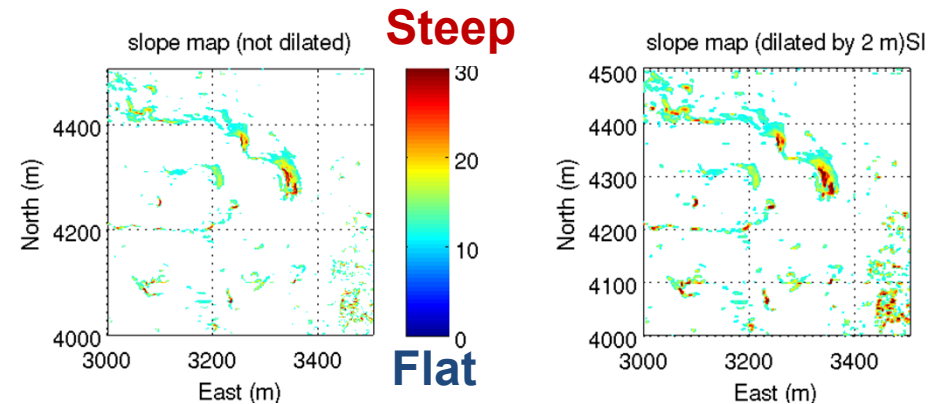 Steep
slope map (not dilated)
slope map (dilated by 2 m)Sl
30
20
10
0
Flat
4400
4200
4000
North (m)
3000 3200 3400
East (m)
4500
4400
4300
4200
4100
4000
North (m)
3000 3200 3400
East (m)